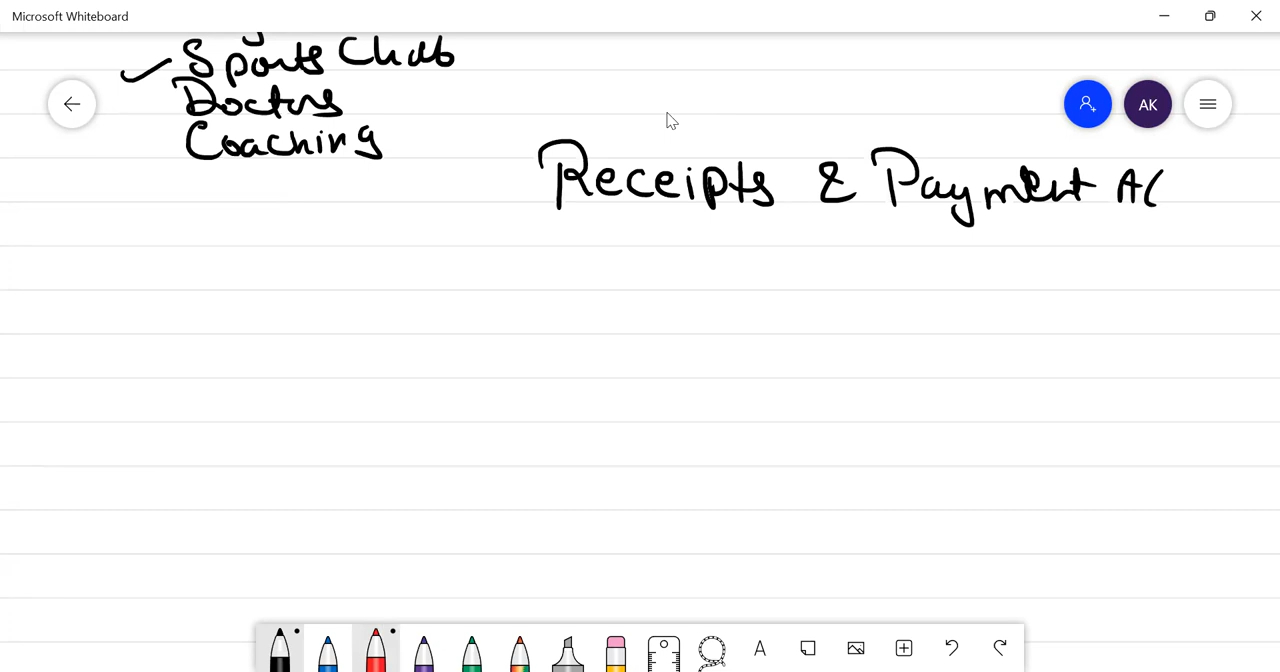 Microsoft Whiteboard
Sports Club
Doctors
Coaching
AK
Receipts & Payment A(
A